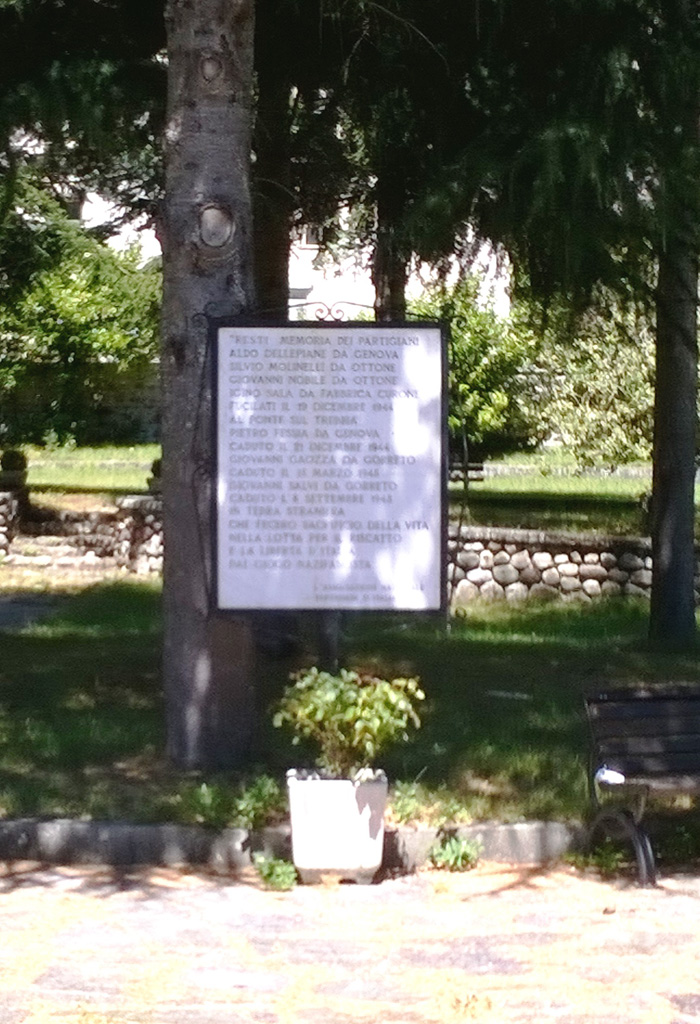 "RESTI MEMORIA DEI PARTIGIANI
ALDO DELLEPIANE DA GENOVA
SILVIO MOLINELLI DA OTTONE
GIOVANNI NOBILE DA OTTONE
SALA DA FABBRICA CURONE
FUCILATI IL 19 DICEMBRE 1944
AL PONTE SUL TREBBIA
PIETRO DA GENOVA
CADUTO IL 21 DICEMBRE 1944
GIOVANNI DA GORRETO
CADUTO IL MARZO 1945
GIOVANNI SALVI DA GORRETO
CADUTO L 8 SETTEMBRE 1943
IN TERRA STRANIERA
CHE FECERO SACRIFICIO DELLA VITA
NELLA LOTTA PER IL RISCATTO
E LA LIBERTÀ D'ITALIA
DAL GIOGO NAZIFASCISTA